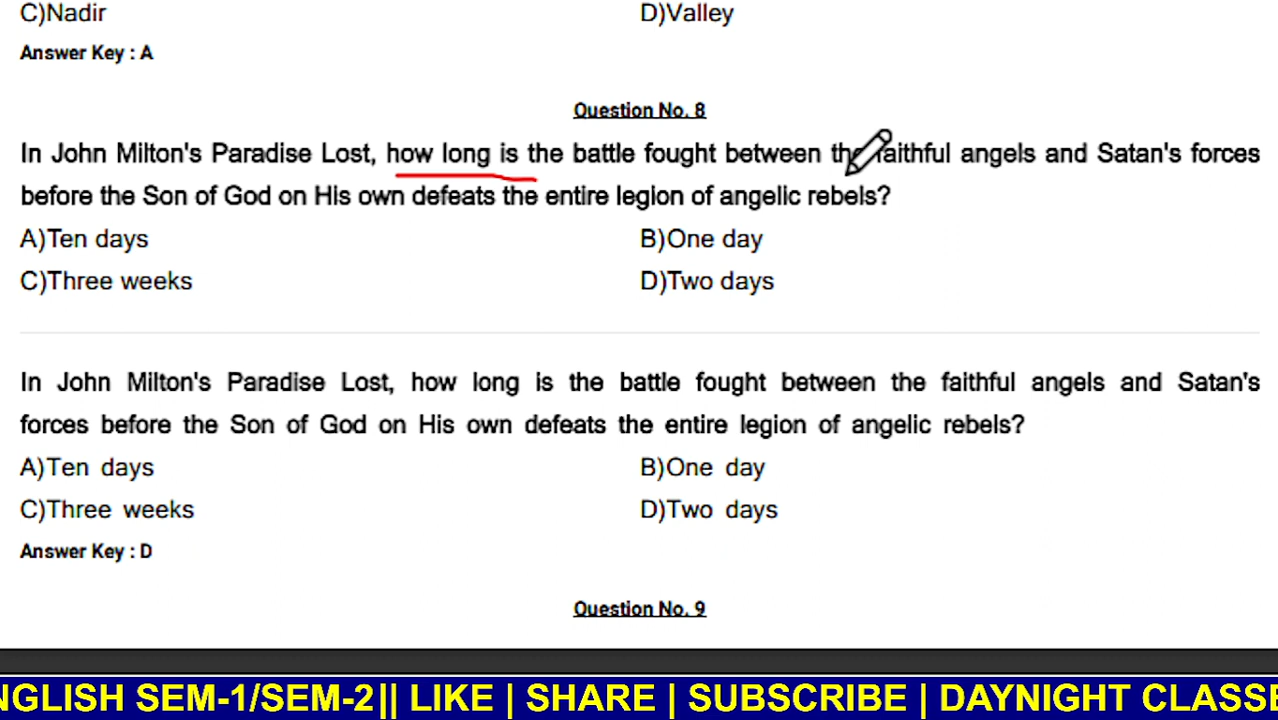 C)Nadir D)Valley
Answer Key : A
Question No. 8
In John Milton's Paradise Lost, how long is the battle fought between the faithful angels and Satan's forces
before the Son of God on His own defeats the entire legion of angelic rebels?
A)Ten days B)One day
C)Three weeks D)Two days
In John Milton's Paradise Lost, how long is the battle fought between the faithful angels and Satan's
forces before the Son of God on His own defeats the entire legion of angelic rebels?
A)Ten days B)One day
C)Three weeks D)Two days
Answer Key : D
Question No. 9
NGLISH SEM-1/SEM-2|| LIKE | SHARE | SUBSCRIBE | DAYNIGHT CLASSE